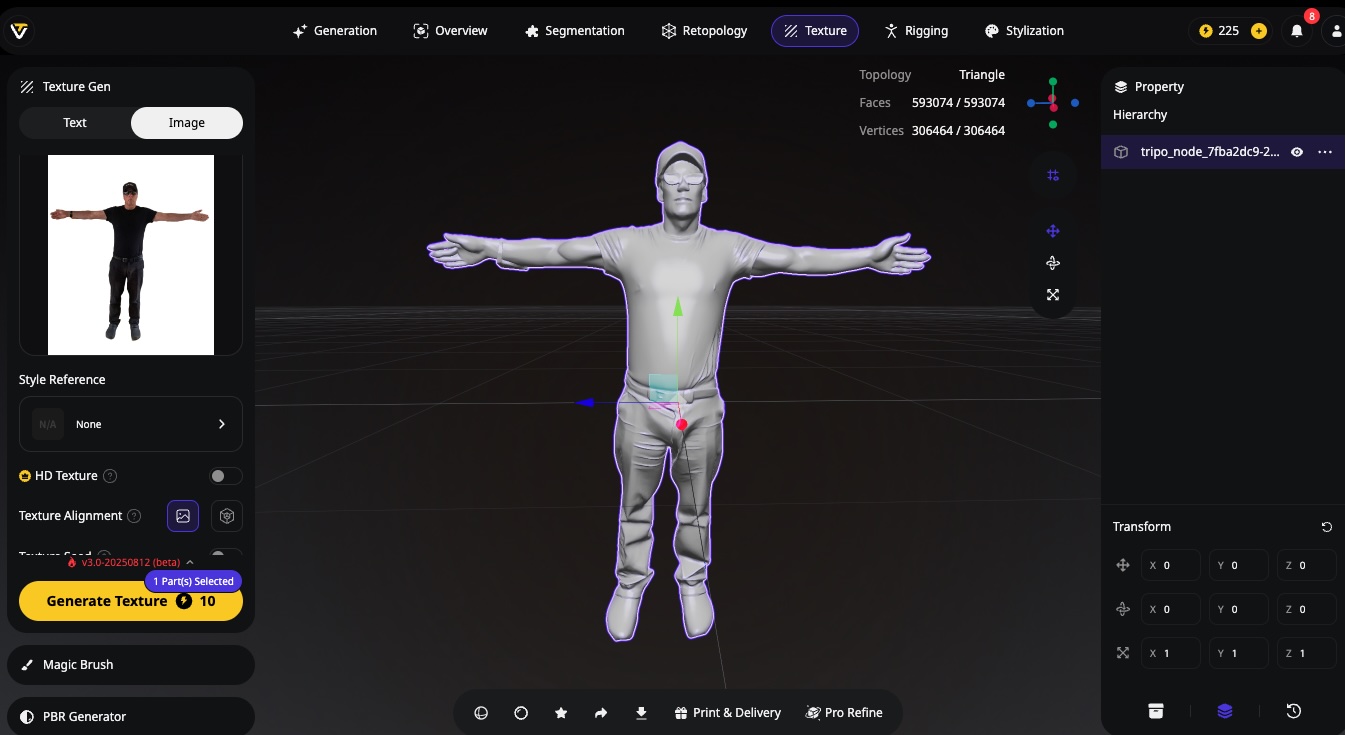 Generation
Overview
Segmentation
Retopology
Texture
Rigging
Stylization
225
8
Texture Gen
Text
Image
Style Reference
N/A
None
HD Texture ?
Texture Alignment ?
v3.0-20250812 (beta)
1 Part(s) Selected
Generate Texture 10
Magic Brush
PBR Generator
Topology Triangle
Faces 593074 / 593074
Vertices 306464 / 306464
Print & Delivery
Pro Refine
Property
Hierarchy
tripo_node_7fba2dc9-2...
Transform
X 0 Y 0 Z 0
X 0 Y 0 Z 0
X 1 Y 1 Z 1